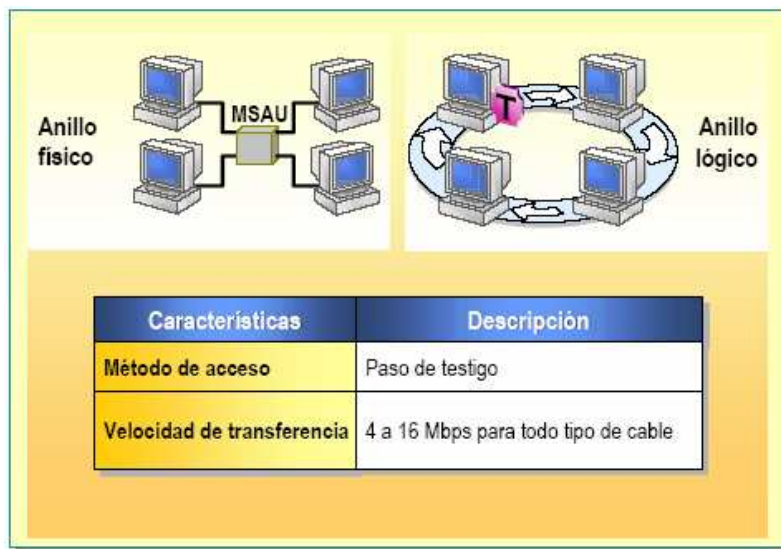 Anillo
físico
MSAU
T
Anillo
lógico
Características
Descripción
Método de acceso
Paso de testigo
Velocidad de transferencia
4 a 16 Mbps para todo tipo de cable